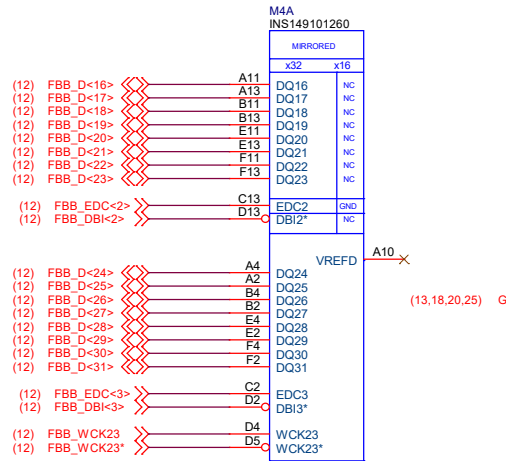 M4A
INS149101260
MIRRORED
x32 x16
(12) FBB_D<16> A11 DQ16 NC
(12) FBB_D<17> A13 DQ17 NC
(12) FBB_D<18> B11 DQ18 NC
(12) FBB_D<19> B13 DQ19 NC
(12) FBB_D<20> E11 DQ20 NC
(12) FBB_D<21> E13 DQ21 NC
(12) FBB_D<22> F11 DQ22 NC
(12) FBB_D<23> F13 DQ23 NC
(12) FBB_EDC<2> C13 EDC2 GND
(12) FBB_DBI<2> D13 DBI2* NC
VREFD A10
(12) FBB_D<24> A4 DQ24
(12) FBB_D<25> A2 DQ25
(12) FBB_D<26> B4 DQ26 (13,18,20,25) G
(12) FBB_D<27> B2 DQ27
(12) FBB_D<28> E4 DQ28
(12) FBB_D<29> E2 DQ29
(12) FBB_D<30> F4 DQ30
(12) FBB_D<31> F2 DQ31
(12) FBB_EDC<3> C2 EDC3
(12) FBB_DBI<3> D2 DBI3*
(12) FBB_WCK23 D4 WCK23
(12) FBB_WCK23* D5 WCK23*